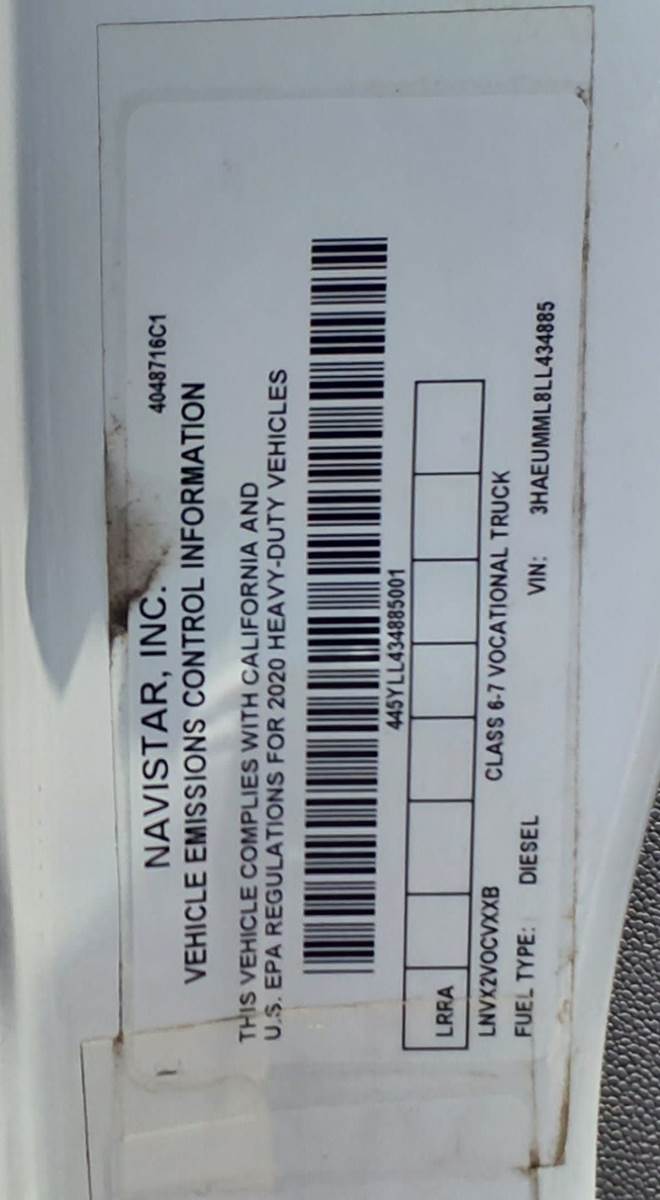 NAVISTAR, INC.
4048716C1
VEHICLE EMISSIONS CONTROL INFORMATION
THIS VEHICLE COMPLIES WITH CALIFORNIA AND
U.S. EPA REGULATIONS FOR 2020 HEAVY-DUTY VEHICLES
445YLL434885001
LRRA
LNVX2VOCVXXB CLASS 6-7 VOCATIONAL TRUCK
FUEL TYPE: DIESEL VIN: 3HAEUMML8LL434885